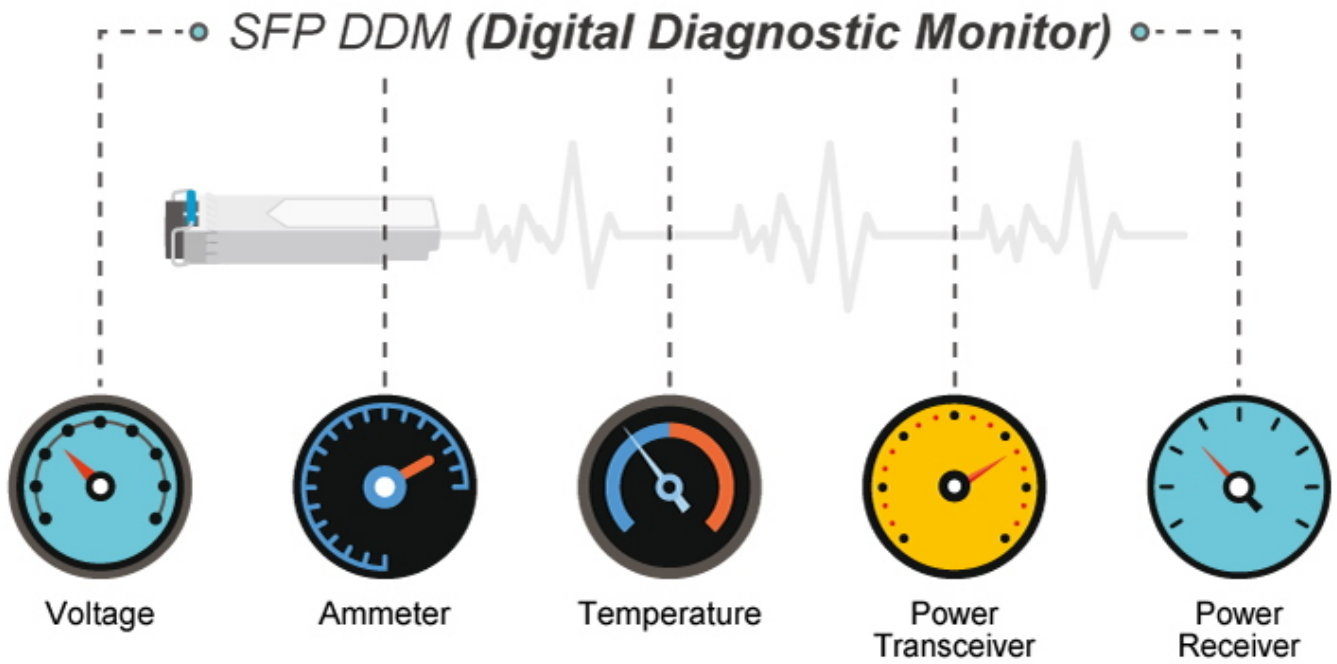 SFP DDM (Digital Diagnostic Monitor)
Voltage
Ammeter
Temperature
Power
Transceiver
Power
Receiver